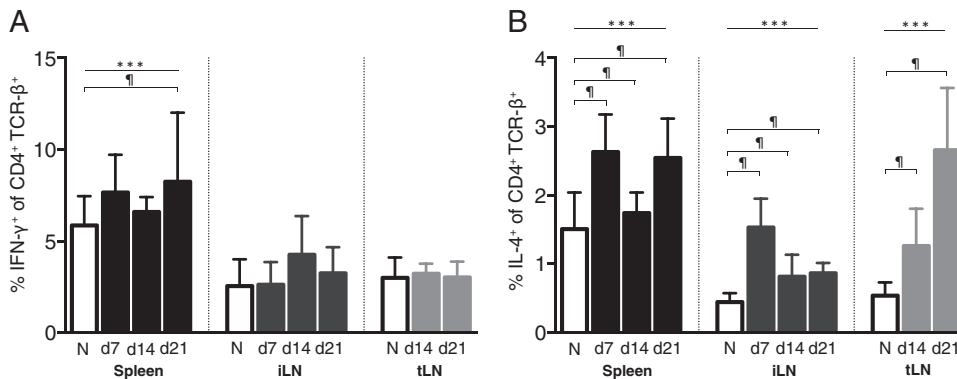 A
% IFN-γ⁺ of CD4⁺ TCR-β⁺
15
10
5
0
***
¶
N d7 d14 d21 N d7 d14 d21 N d14 d21
Spleen iLN tLN
B
% IL-4⁺ of CD4⁺ TCR-β⁺
4
3
2
1
0
*** *** ***
¶ ¶ ¶
¶ ¶ ¶
¶ ¶
N d7 d14 d21 N d7 d14 d21 N d14 d21
Spleen iLN tLN